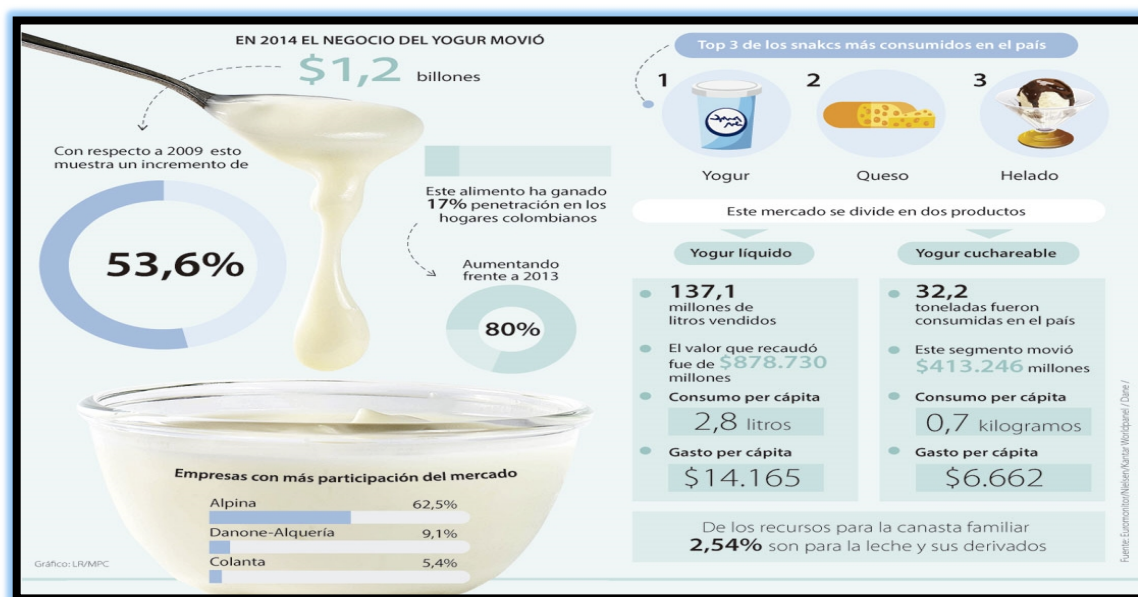 EN 2014 EL NEGOCIO DEL YOGUR MOVIÓ
$1,2 billones
Con respecto a 2009 esto
muestra un incremento de
53,6%
Este alimento ha ganado
17% penetración en los
hogares colombianos
Aumentando
frente a 2013
80%
Empresas con más participación del mercado
Alpina 62,5%
Danone-Alquería 9,1%
Colanta 5,4%
Gráfico: LR/MPC
Top 3 de los snakcs más consumidos en el país
1 2 3
Yogur Queso Helado
Este mercado se divide en dos productos
Yogur líquido
137,1
millones de
litros vendidos
El valor que recaudó
fue de $878.730
millones
Consumo per cápita
2,8 litros
Gasto per cápita
$14.165
Yogur cuchareable
32,2
toneladas fueron
consumidas en el país
Este segmento movió
$413.246 millones
Consumo per cápita
0,7 kilogramos
Gasto per cápita
$6.662
De los recursos para la canasta familiar
2,54% son para la leche y sus derivados
Fuente: Euromonitor/Nielsen/Kantar Worldpanel / Dane /